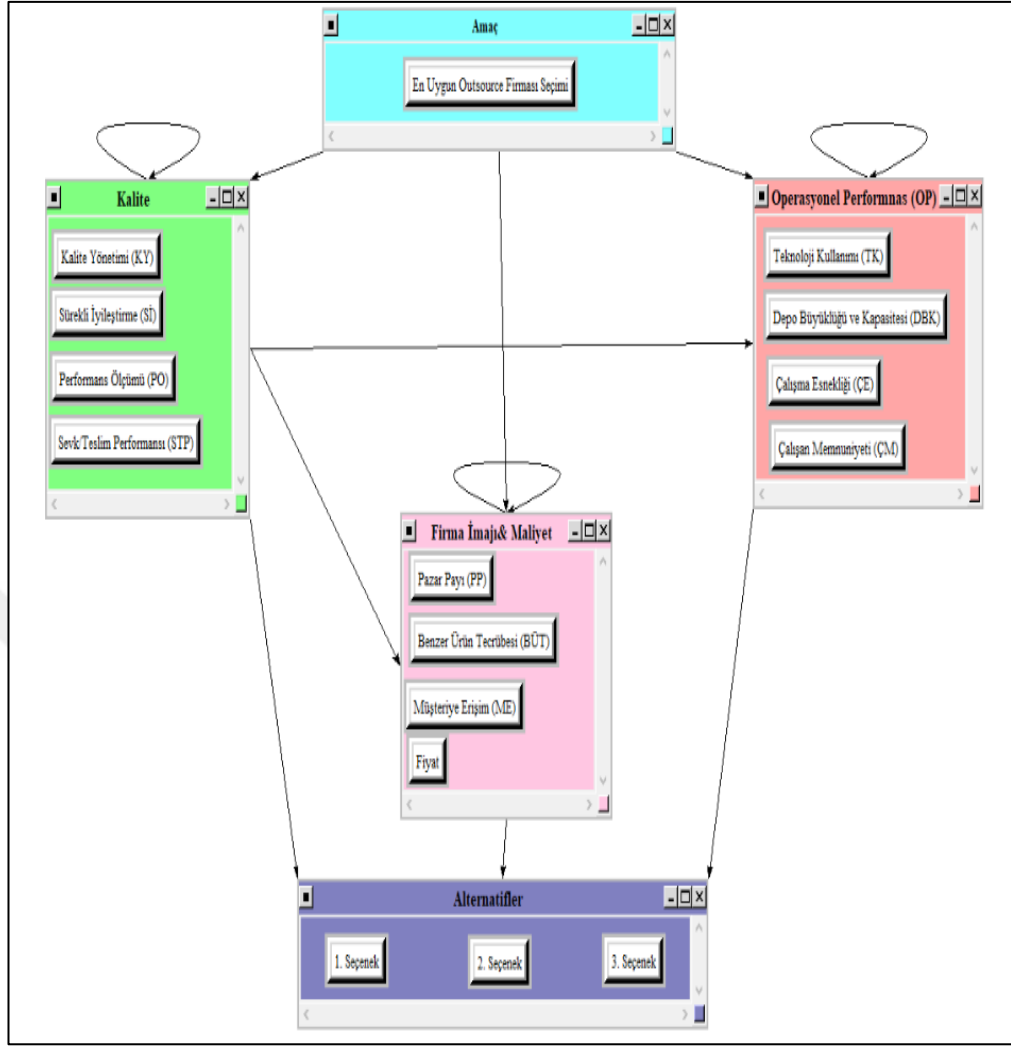 Amaç
En Uygun Outsource Firması Seçimi
Kalite
Kalite Yönetimi (KY)
Sürekli İyileştirme (Sİ)
Performans Ölçümü (PO)
Sevk/Teslim Performansı (STP)
Operasyonel Performnas (OP)
Teknoloji Kullanımı (TK)
Depo Büyüklüğü ve Kapasitesi (DBK)
Çalışma Esnekliği (ÇE)
Çalışan Memnuniyeti (ÇM)
Firma İmajı& Maliyet
Pazar Payı (PP)
Benzer Ürün Tecrübesi (BÜT)
Müşteriye Erişim (ME)
Fiyat
Alternatifler
1. Seçenek
2. Seçenek
3. Seçenek